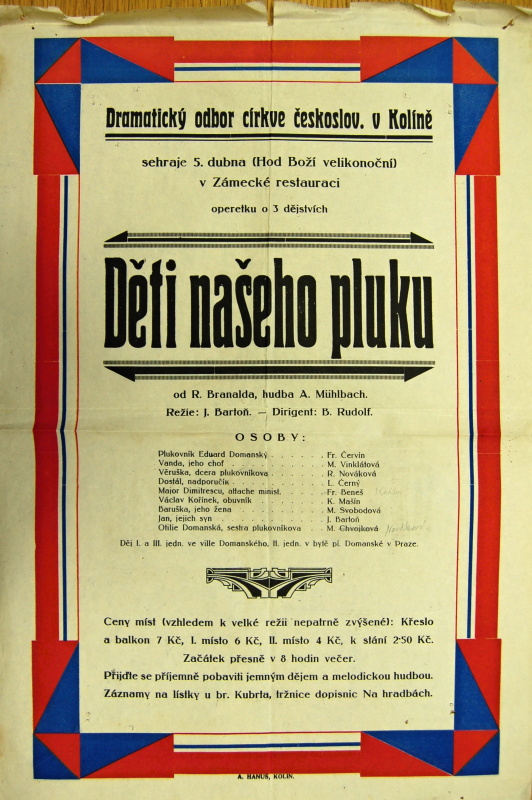 Dramatický odbor církve českoslov. v Kolíně
sehraje 5. dubna (Hod Boží velikonoční)
v Zámecké restauraci
operetku o 3 dějstvích
Děti našeho pluku
od R. Branalda, hudba A. Mühlbach.
Režie: J. Bartoň. — Dirigent: B. Rudolf.
OSOBY:
Plukovník Eduard Domanský . . . . . . Fr. Červín
Vanda, jeho choť . . . . . . M. Vinklátová
Věruška, dcera plukovníkova . . . . . . R. Nováková
Dostál, nadporučík . . . . . . L. Černý
Major Dimitrescu, attache minist. . . . . . . Fr. Beneš
Václav Kořínek, obuvník . . . . . . K. Mašín
Baruška, jeho žena . . . . . . M. Svobodová
Jan, jejich syn . . . . . . J. Bartoň
Otilie Domanská, sestra plukovníkova . . . M. Chvojková
Děj I. a III. jedn. ve ville Domanského, II. jedn. v bytě pí. Domanské v Praze.
Ceny míst (vzhledem k velké režii nepatrně zvýšené): Křeslo
a balkon 7 Kč, I. místo 6 Kč, II. místo 4 Kč, k stání 2·50 Kč.
Začátek přesně v 8 hodin večer.
Přijďte se příjemně pobaviti jemným dějem a melodickou hudbou.
Záznamy na lístky u br. Kubrta, tržnice dopisnic Na hradbách.
A. HANUS, KOLÍN.